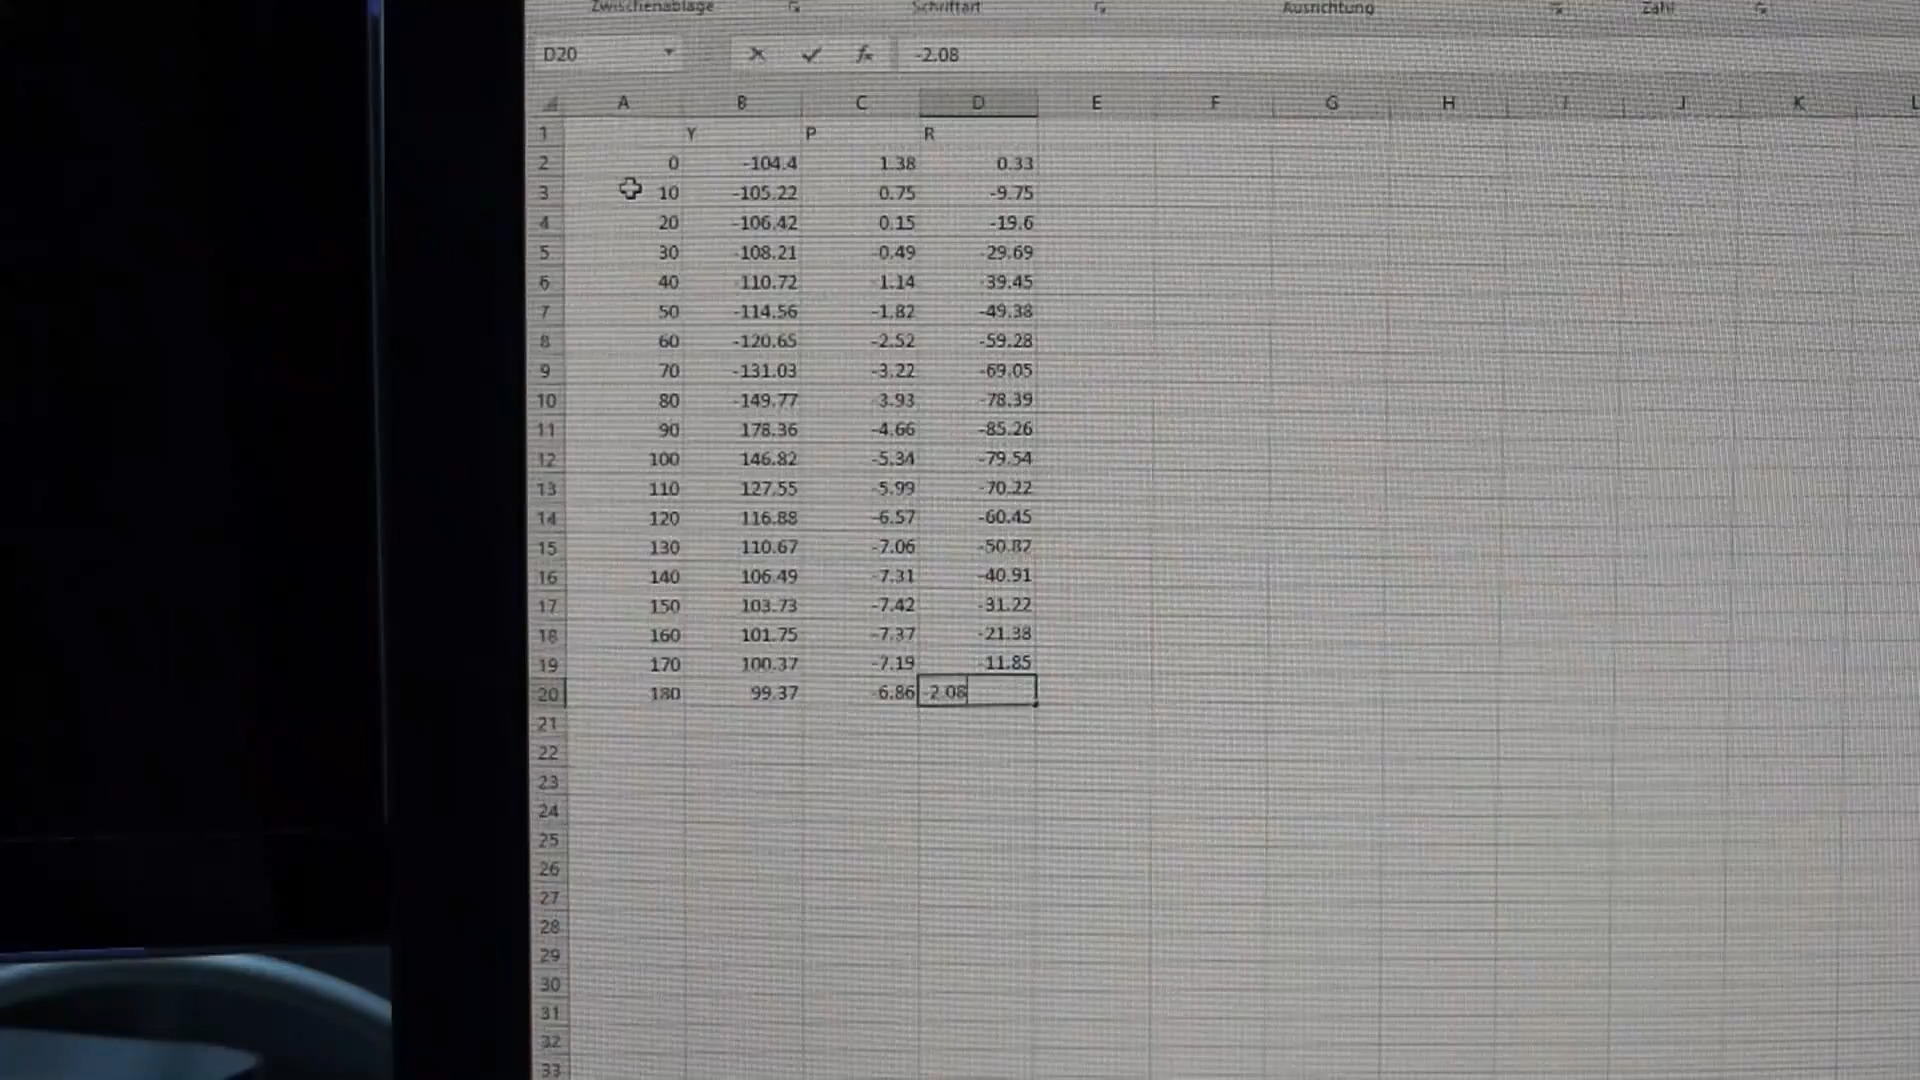 Zwischenablage Schriftart Ausrichtung Zahl
D20 fx -2.08
A B C D E F G H I J K L
1 Y P R
2 0 -104.4 1.38 0.33
3 10 -105.22 0.75 -9.75
4 20 -106.42 0.15 -19.6
5 30 -108.21 -0.49 -29.69
6 40 -110.72 -1.14 -39.45
7 50 -114.56 -1.82 -49.38
8 60 -120.65 -2.52 -59.28
9 70 -131.03 -3.22 -69.05
10 80 -149.77 -3.93 -78.39
11 90 178.36 -4.66 -85.26
12 100 146.82 -5.34 -79.54
13 110 127.55 -5.99 -70.22
14 120 116.88 -6.57 -60.45
15 130 110.67 -7.06 -50.82
16 140 106.49 -7.31 -40.91
17 150 103.73 -7.42 -31.22
18 160 101.75 -7.37 -21.38
19 170 100.37 -7.19 -11.85
20 180 99.37 -6.86 -2.08
21
22
23
24
25
26
27
28
29
30
31
32
33